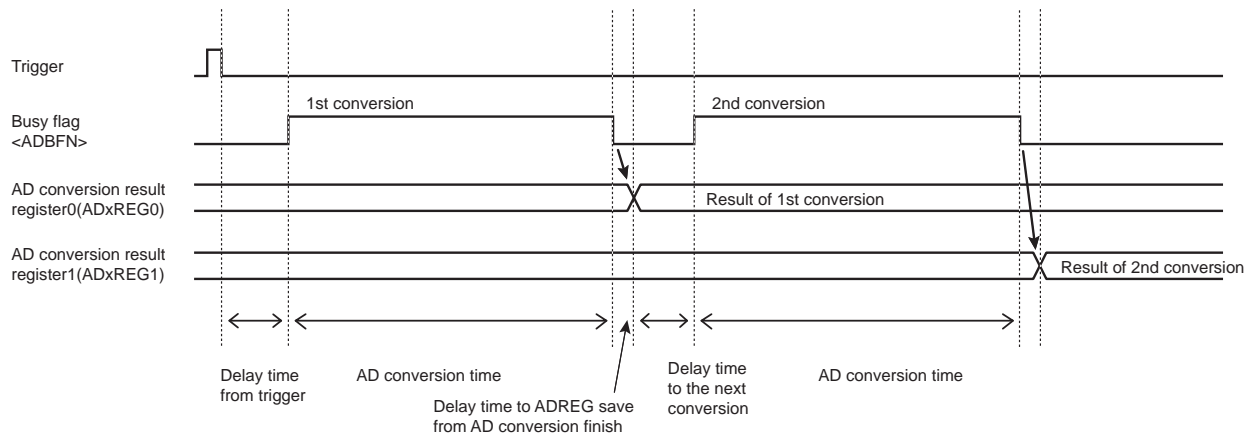 Trigger
1st conversion
2nd conversion
Busy flag
<ADBFN>
AD conversion result
register0(ADxREG0)
Result of 1st conversion
AD conversion result
register1(ADxREG1)
Result of 2nd conversion
Delay time
from trigger
AD conversion time
Delay time to ADREG save
from AD conversion finish
Delay time
to the next
conversion
AD conversion time